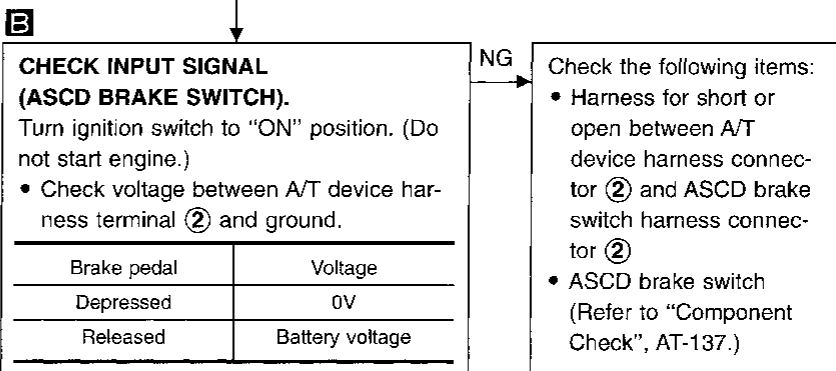 B
CHECK INPUT SIGNAL
(ASCD BRAKE SWITCH).
Turn ignition switch to “ON” position. (Do
not start engine.)
• Check voltage between A/T device har-
ness terminal ② and ground.
Brake pedal Voltage
Depressed 0V
Released Battery voltage
NG
Check the following items:
• Harness for short or
open between A/T
device harness connec-
tor ② and ASCD brake
switch harness connec-
tor ②
• ASCD brake switch
(Refer to “Component
Check”, AT-137.)